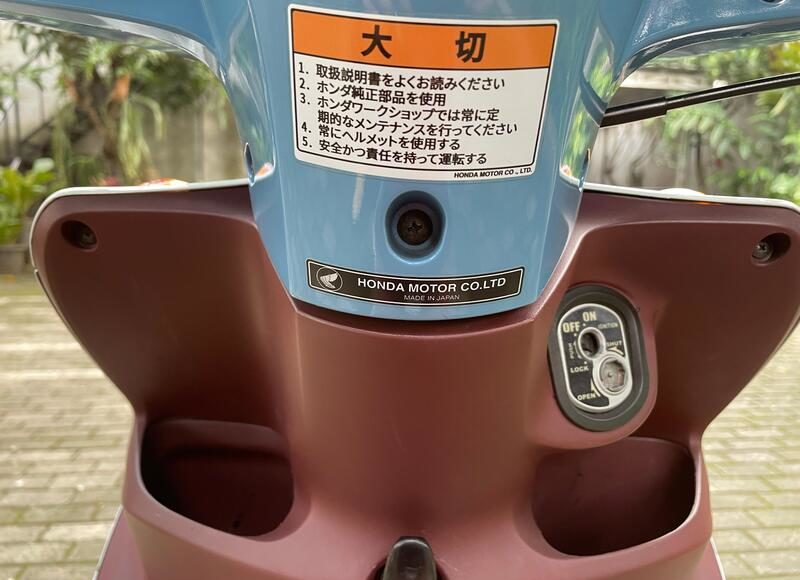 大 切
1. 取扱説明書をよくお読みください
2. ホンダ純正部品を使用
3. ホンダワークショップでは常に定
期的なメンテナンスを行ってください
4. 常にヘルメットを使用する
5. 安全かつ責任を持って運転する
HONDA MOTOR CO., LTD.
HONDA MOTOR CO.LTD
MADE IN JAPAN
ON
OFF IGNITION
PUSH SHUT
LOCK
OPEN